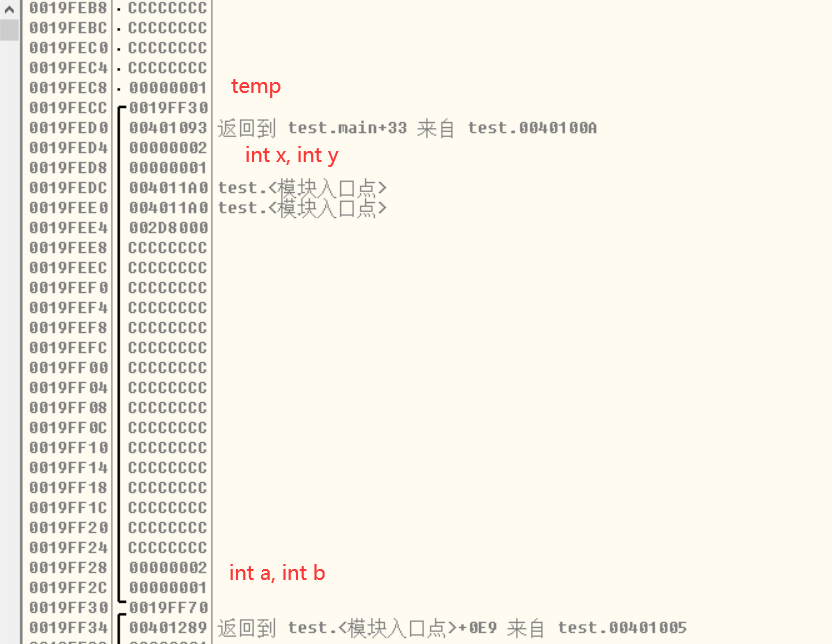 0019FEB8 CCCCCCCC
0019FEBC CCCCCCCC
0019FEC0 CCCCCCCC
0019FEC4 CCCCCCCC
0019FEC8 00000001 temp
0019FECC 0019FF30
0019FED0 00401093 返回到 test.main+33 来自 test.0040100A
0019FED4 00000002
int x, int y
0019FED8 00000001
0019FEDC 004011A0 test.<模块入口点>
0019FEE0 004011A0 test.<模块入口点>
0019FEE4 002D8000
0019FEE8 CCCCCCCC
0019FEEC CCCCCCCC
0019FEF0 CCCCCCCC
0019FEF4 CCCCCCCC
0019FEF8 CCCCCCCC
0019FEFC CCCCCCCC
0019FF00 CCCCCCCC
0019FF04 CCCCCCCC
0019FF08 CCCCCCCC
0019FF0C CCCCCCCC
0019FF10 CCCCCCCC
0019FF14 CCCCCCCC
0019FF18 CCCCCCCC
0019FF1C CCCCCCCC
0019FF20 CCCCCCCC
0019FF24 CCCCCCCC
0019FF28 00000002 int a, int b
0019FF2C 00000001
0019FF30 0019FF70
0019FF34 00401289 返回到 test.<模块入口点>+0E9 来自 test.00401005